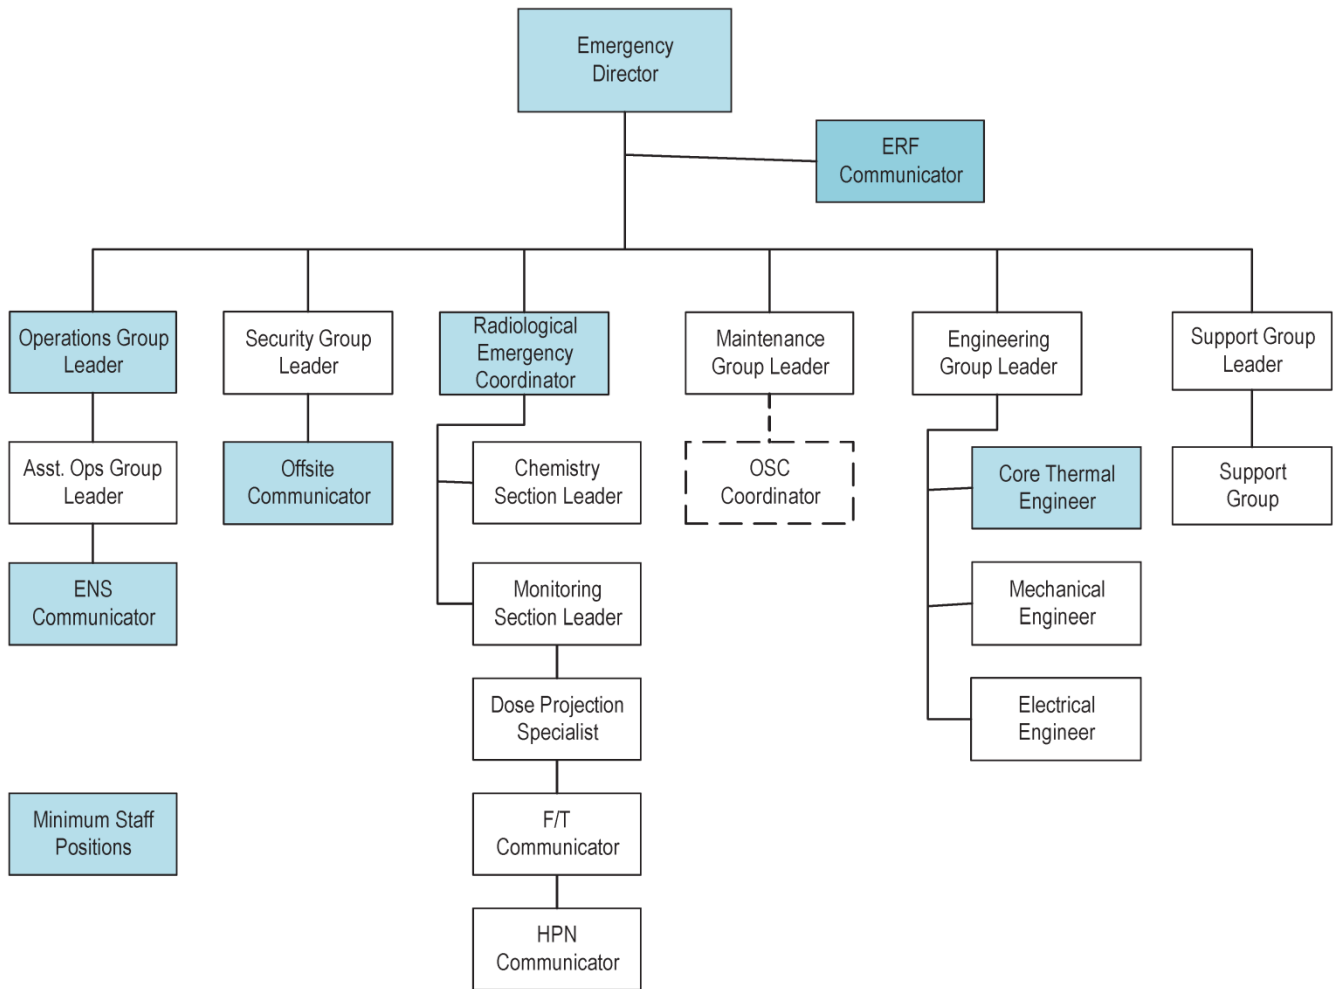 Emergency
Director
ERF
Communicator
Operations Group
Leader
Security Group
Leader
Radiological
Emergency
Coordinator
Maintenance
Group Leader
Engineering
Group Leader
Support Group
Leader
Asst. Ops Group
Leader
Offsite
Communicator
Chemistry
Section Leader
OSC
Coordinator
Core Thermal
Engineer
Support
Group
ENS
Communicator
Monitoring
Section Leader
Mechanical
Engineer
Dose Projection
Specialist
Electrical
Engineer
Minimum Staff
Positions
F/T
Communicator
HPN
Communicator